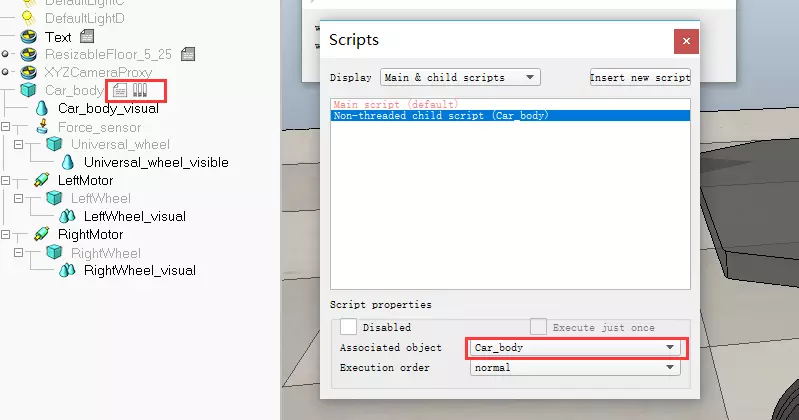 DefaultLightC
DefaultLightD
Text
ResizableFloor_5_25
XYZCameraProxy
Car_body
Car_body_visual
Force_sensor
Universal_wheel
Universal_wheel_visible
LeftMotor
LeftWheel
LeftWheel_visual
RightMotor
RightWheel
RightWheel_visual
Scripts
Display
Main & child scripts
Insert new script
Main script (default)
Non-threaded child script (Car_body)
Script properties
Disabled
Execute just once
Associated object
Car_body
Execution order
normal